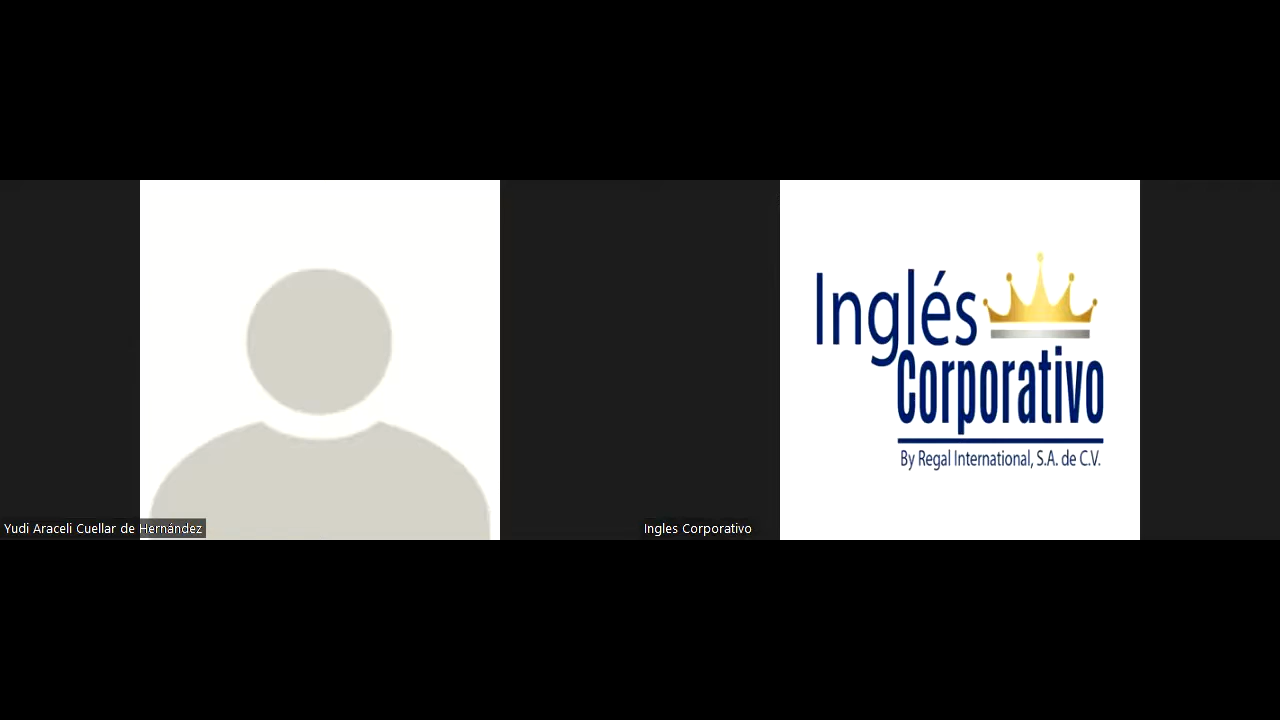 Inglés
Corporativo
By Regal International, S.A. de C.V.
Yudi Araceli Cuellar de Hernández
Ingles Corporativo